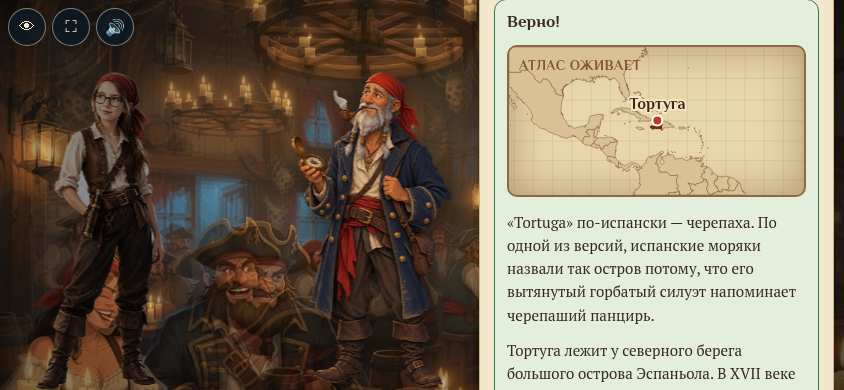 Верно!
АТЛАС ОЖИВАЕТ
Тортуга
«Tortuga» по-испански — черепаха. По
одной из версий, испанские моряки
назвали так остров потому, что его
вытянутый горбатый силуэт напоминает
черепаший панцирь.
Тортуга лежит у северного берега
большого острова Эспаньола. В XVII веке